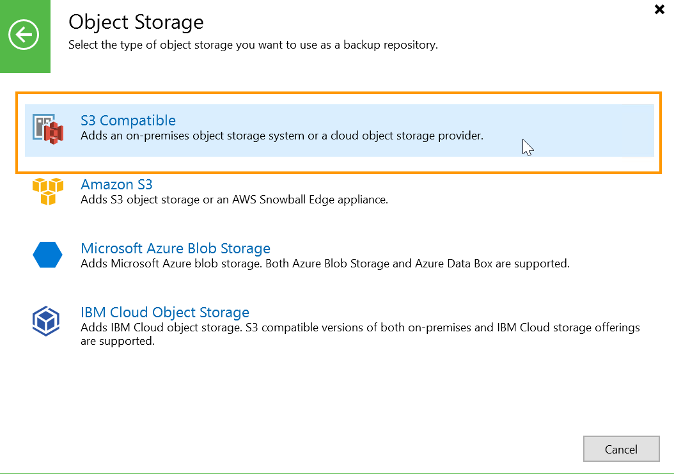 Object Storage
Select the type of object storage you want to use as a backup repository.
S3 Compatible
Adds an on-premises object storage system or a cloud object storage provider.
Amazon S3
Adds S3 object storage or an AWS Snowball Edge appliance.
Microsoft Azure Blob Storage
Adds Microsoft Azure blob storage. Both Azure Blob Storage and Azure Data Box are supported.
IBM Cloud Object Storage
Adds IBM Cloud object storage. S3 compatible versions of both on-premises and IBM Cloud storage offerings
are supported.
Cancel